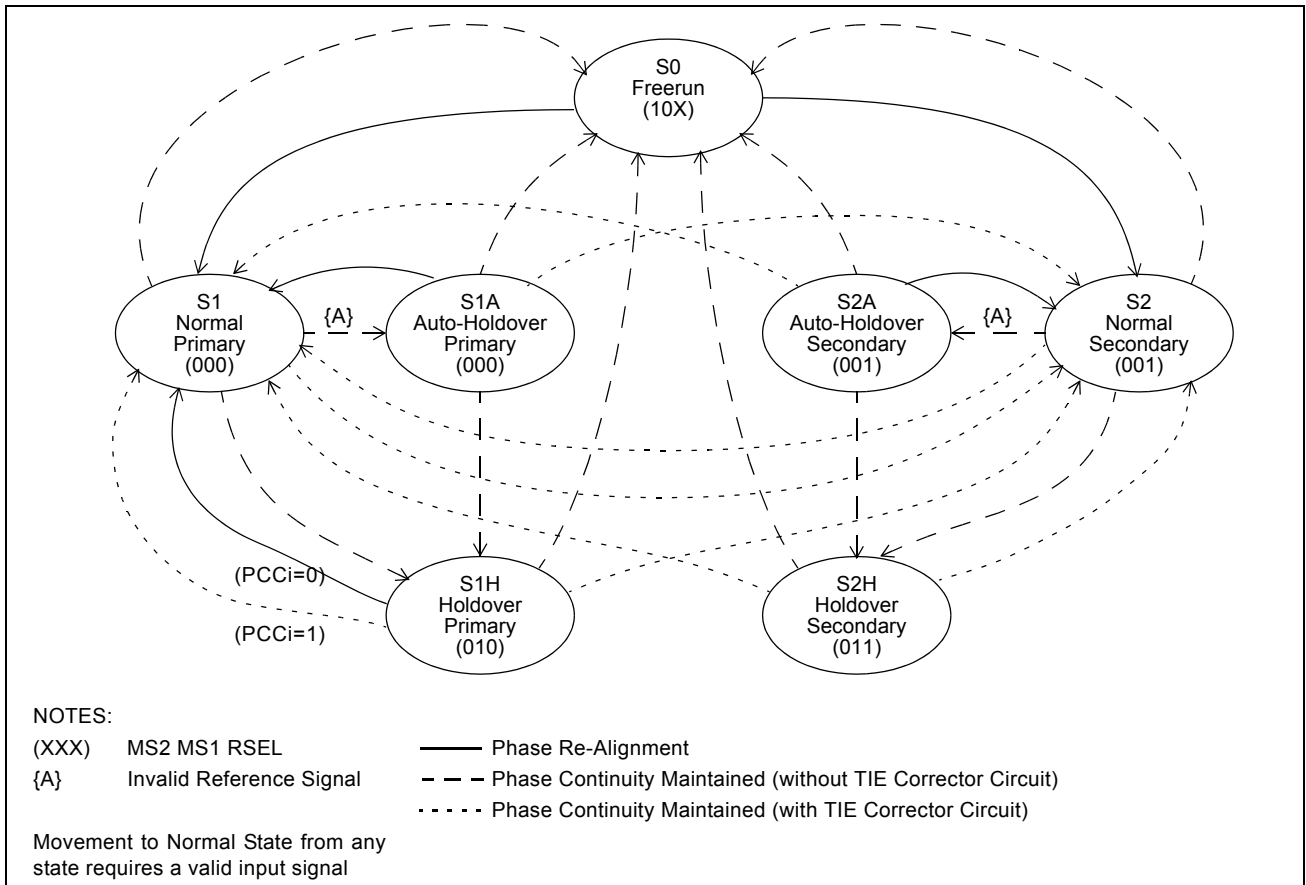 S0
Freerun
(10X)
S1
Normal
Primary
(000)
{A}
S1A
Auto-Holdover
Primary
(000)
S2A
Auto-Holdover
Secondary
(001)
{A}
S2
Normal
Secondary
(001)
(PCCi=0)
(PCCi=1)
S1H
Holdover
Primary
(010)
S2H
Holdover
Secondary
(011)
NOTES:
(XXX) MS2 MS1 RSEL
{A} Invalid Reference Signal
Phase Re-Alignment
Phase Continuity Maintained (without TIE Corrector Circuit)
Phase Continuity Maintained (with TIE Corrector Circuit)
Movement to Normal State from any
state requires a valid input signal